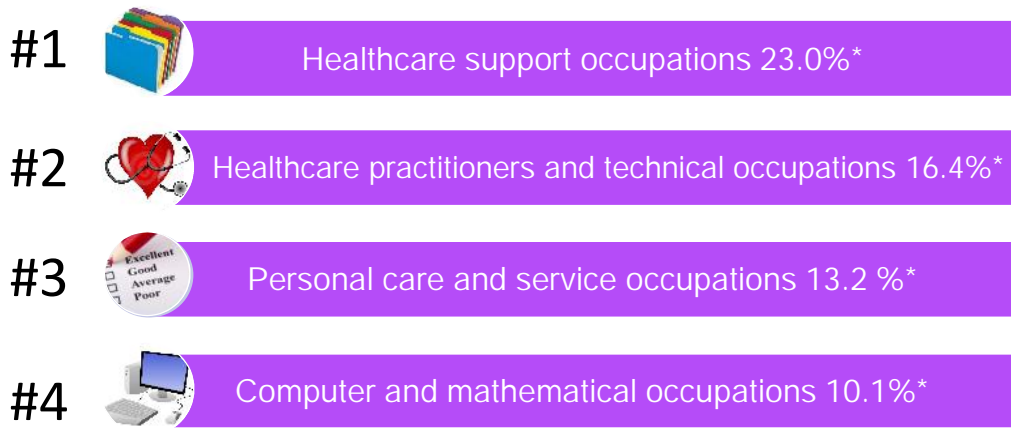 #1
Healthcare support occupations 23.0%*
#2
Healthcare practitioners and technical occupations 16.4%*
#3
Excellent
Good
Average
Poor
Personal care and service occupations 13.2 %*
#4
Computer and mathematical occupations 10.1%*